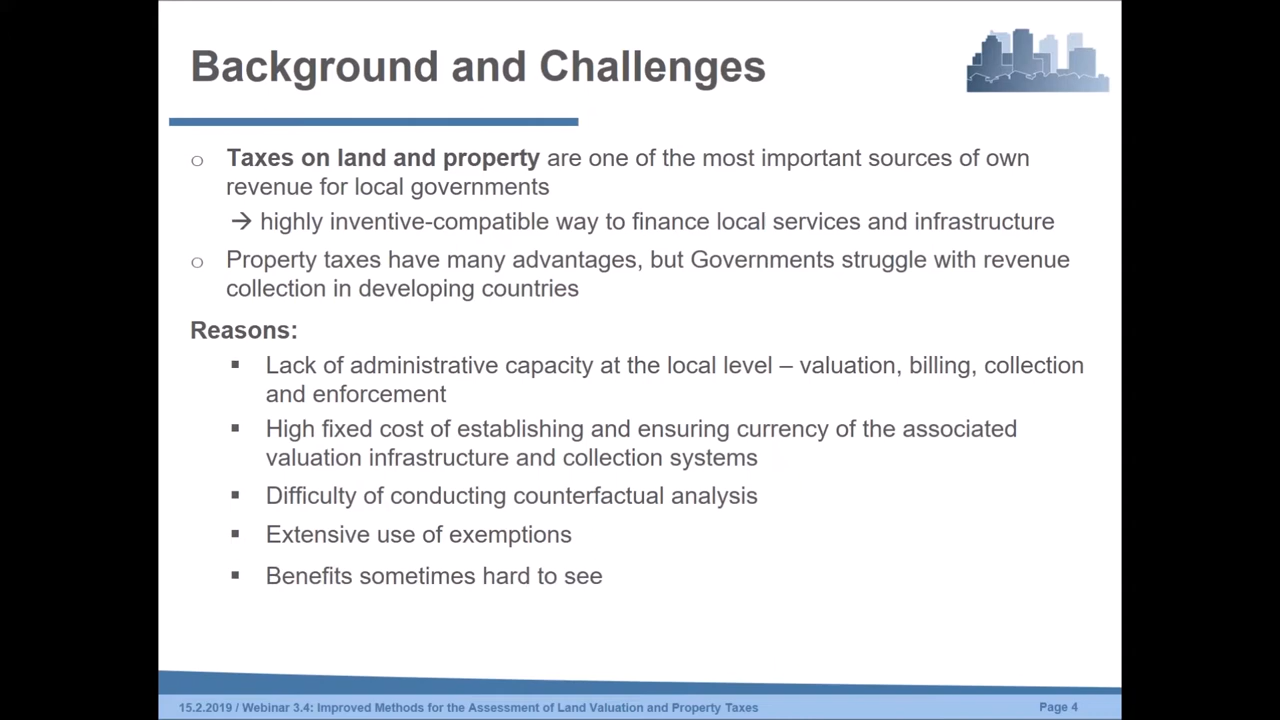 Background and Challenges
○ Taxes on land and property are one of the most important sources of own
revenue for local governments
→ highly inventive-compatible way to finance local services and infrastructure
○ Property taxes have many advantages, but Governments struggle with revenue
collection in developing countries
Reasons:
▪ Lack of administrative capacity at the local level – valuation, billing, collection
and enforcement
▪ High fixed cost of establishing and ensuring currency of the associated
valuation infrastructure and collection systems
▪ Difficulty of conducting counterfactual analysis
▪ Extensive use of exemptions
▪ Benefits sometimes hard to see
15.2.2019 / Webinar 3.4: Improved Methods for the Assessment of Land Valuation and Property Taxes
Page 4